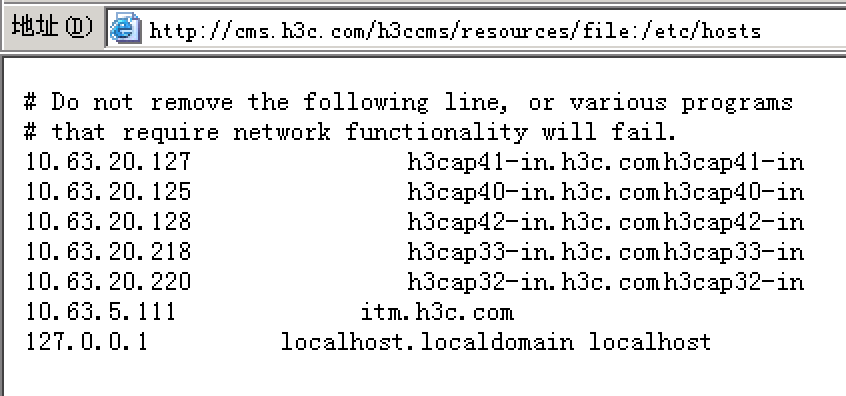 地址(D) http://cms.h3c.com/h3ccms/resources/file:/etc/hosts
# Do not remove the following line, or various programs
# that require network functionality will fail.
10.63.20.127 h3cap41-in.h3c.comh3cap41-in
10.63.20.125 h3cap40-in.h3c.comh3cap40-in
10.63.20.128 h3cap42-in.h3c.comh3cap42-in
10.63.20.218 h3cap33-in.h3c.comh3cap33-in
10.63.20.220 h3cap32-in.h3c.comh3cap32-in
10.63.5.111 itm.h3c.com
127.0.0.1 localhost.localdomain localhost